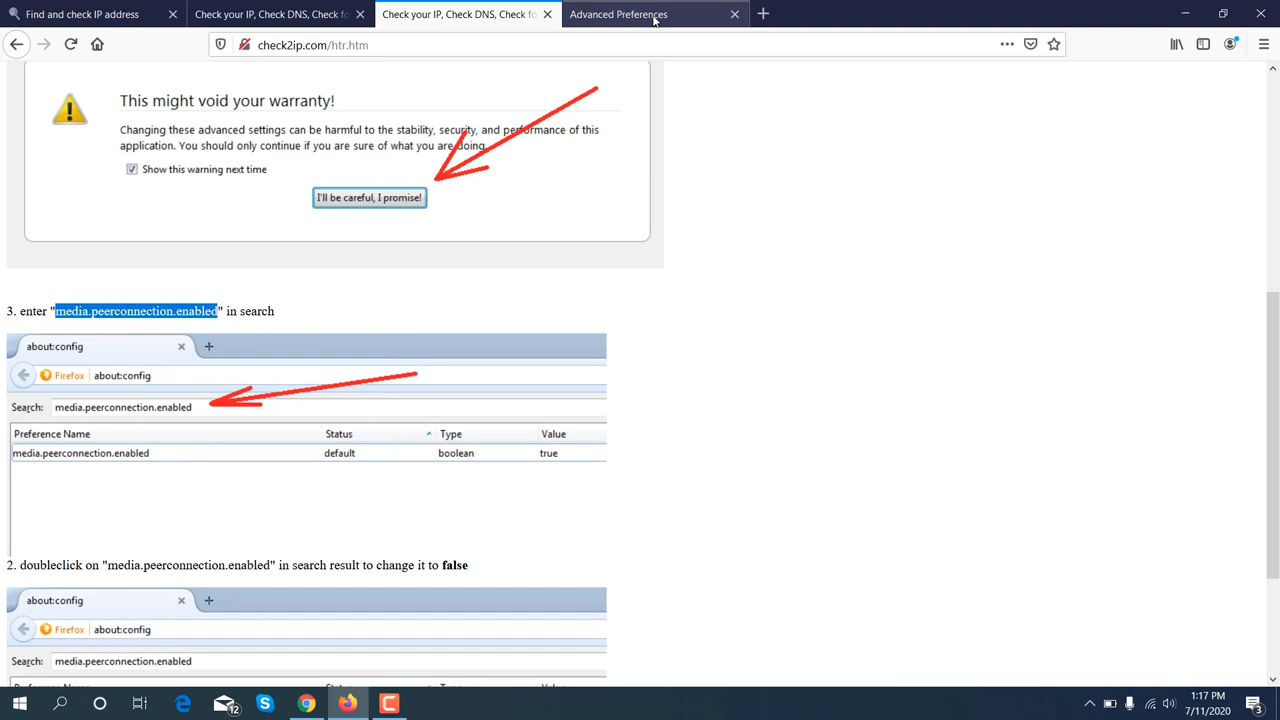 Find and check IP address
Check your IP, Check DNS, Check fo
Check your IP, Check DNS, Check fo
Advanced Preferences
check2ip.com/htr.htm
This might void your warranty!
Changing these advanced settings can be harmful to the stability, security, and performance of this
application. You should only continue if you are sure of what you are doing.
Show this warning next time
I'll be careful, I promise!
3. enter "media.peerconnection.enabled" in search
about:config
Firefox about:config
Search: media.peerconnection.enabled
Preference Name Status Type Value
media.peerconnection.enabled default boolean true
2. doubleclick on "media.peerconnection.enabled" in search result to change it to false
about:config
Firefox about:config
Search: media.peerconnection.enabled
12
1:17 PM
7/11/2020
3